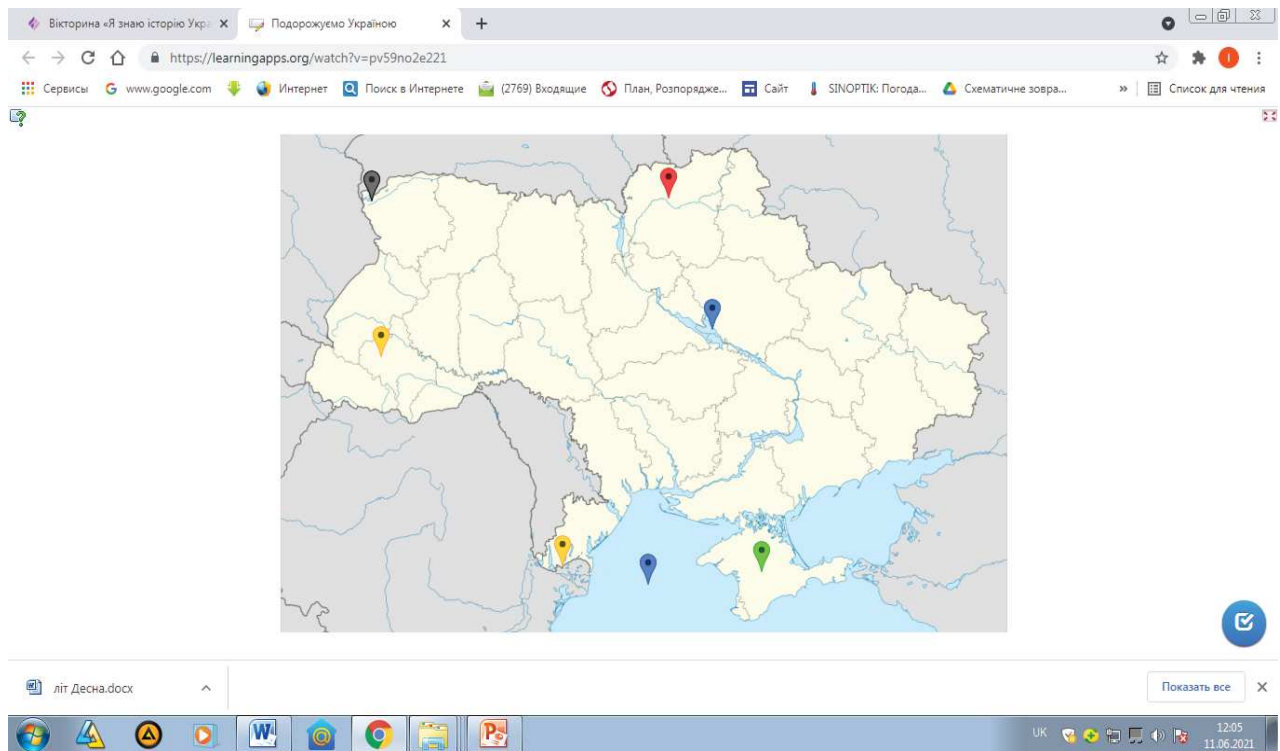 Вікторина «Я знаю історію Укра
Подорожуємо Україною
https://learningapps.org/watch?v=pv59no2e221
Сервисы
www.google.com
Интернет
Поиск в Интернете
(2769) Входящие
План, Розпорядже...
Сайт
SINOPTIK: Погода...
Схематичне зовра...
»
Список для чтения
літ Десна.docx
Показать все
UK
12:05
11.06.2021